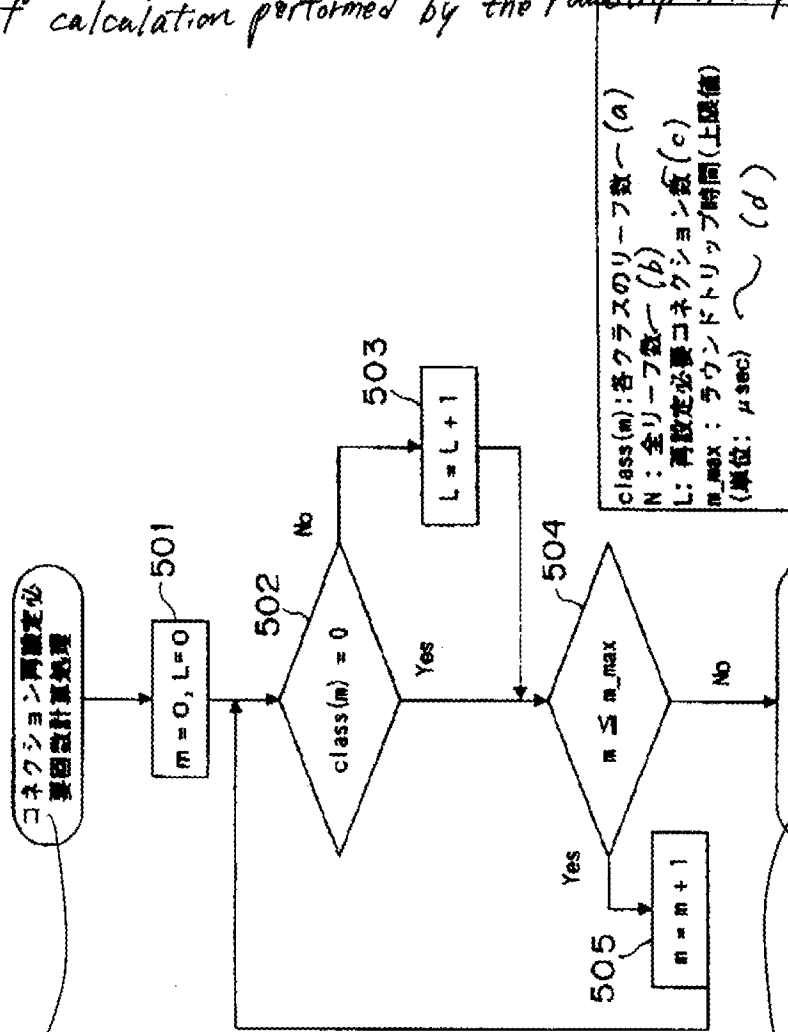 calculation performed by the
コネクション再設定必
要回数計算処理
501
m = 0, L = 0
502
class(m) = 0
No
503
L = L + 1
Yes
504
m ≦ m_max
Yes
No
505
m = m + 1
class(m):各クラスのリーフ数 (a)
N : 全リーフ数 (b)
L: 再設定必要コネクション数 (c)
m_max : ラウンドトリップ時間(上限値)
(単位: μsec) (d)